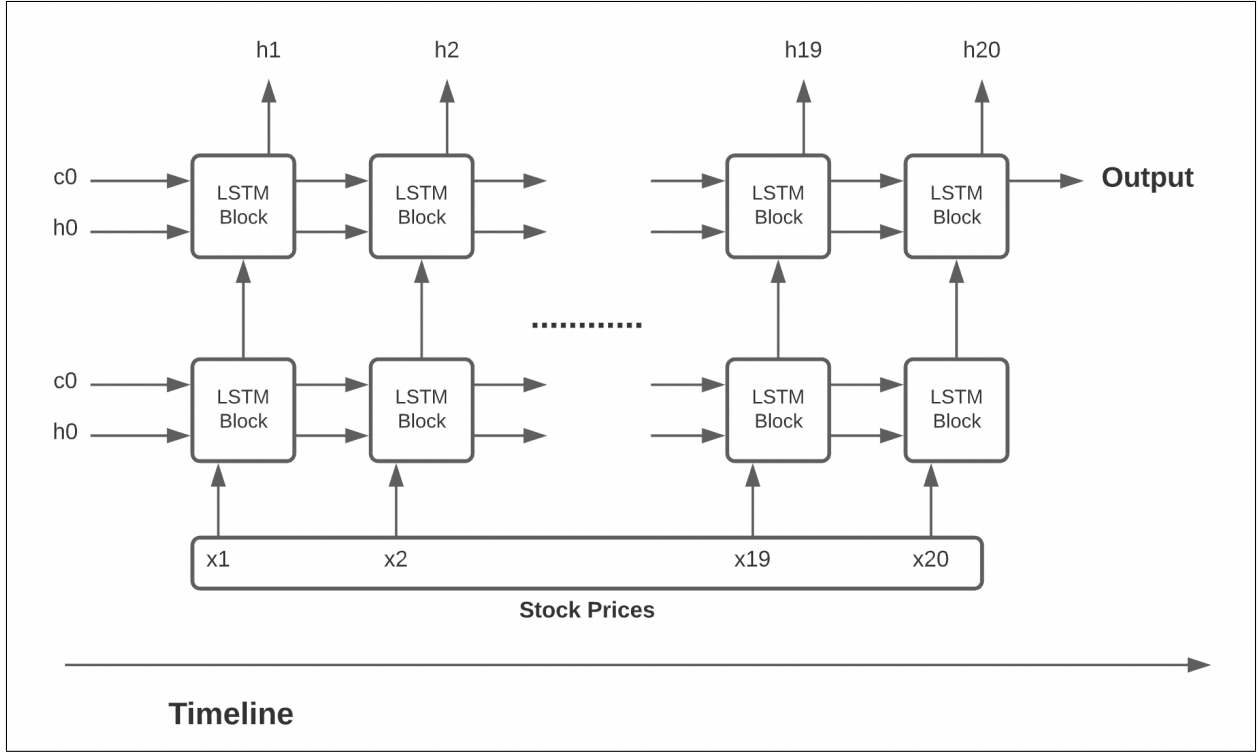 h1
h2
h19
h20
c0
h0
LSTM
Block
LSTM
Block
LSTM
Block
LSTM
Block
Output
c0
h0
LSTM
Block
LSTM
Block
LSTM
Block
LSTM
Block
x1
x2
x19
x20
Stock Prices
Timeline